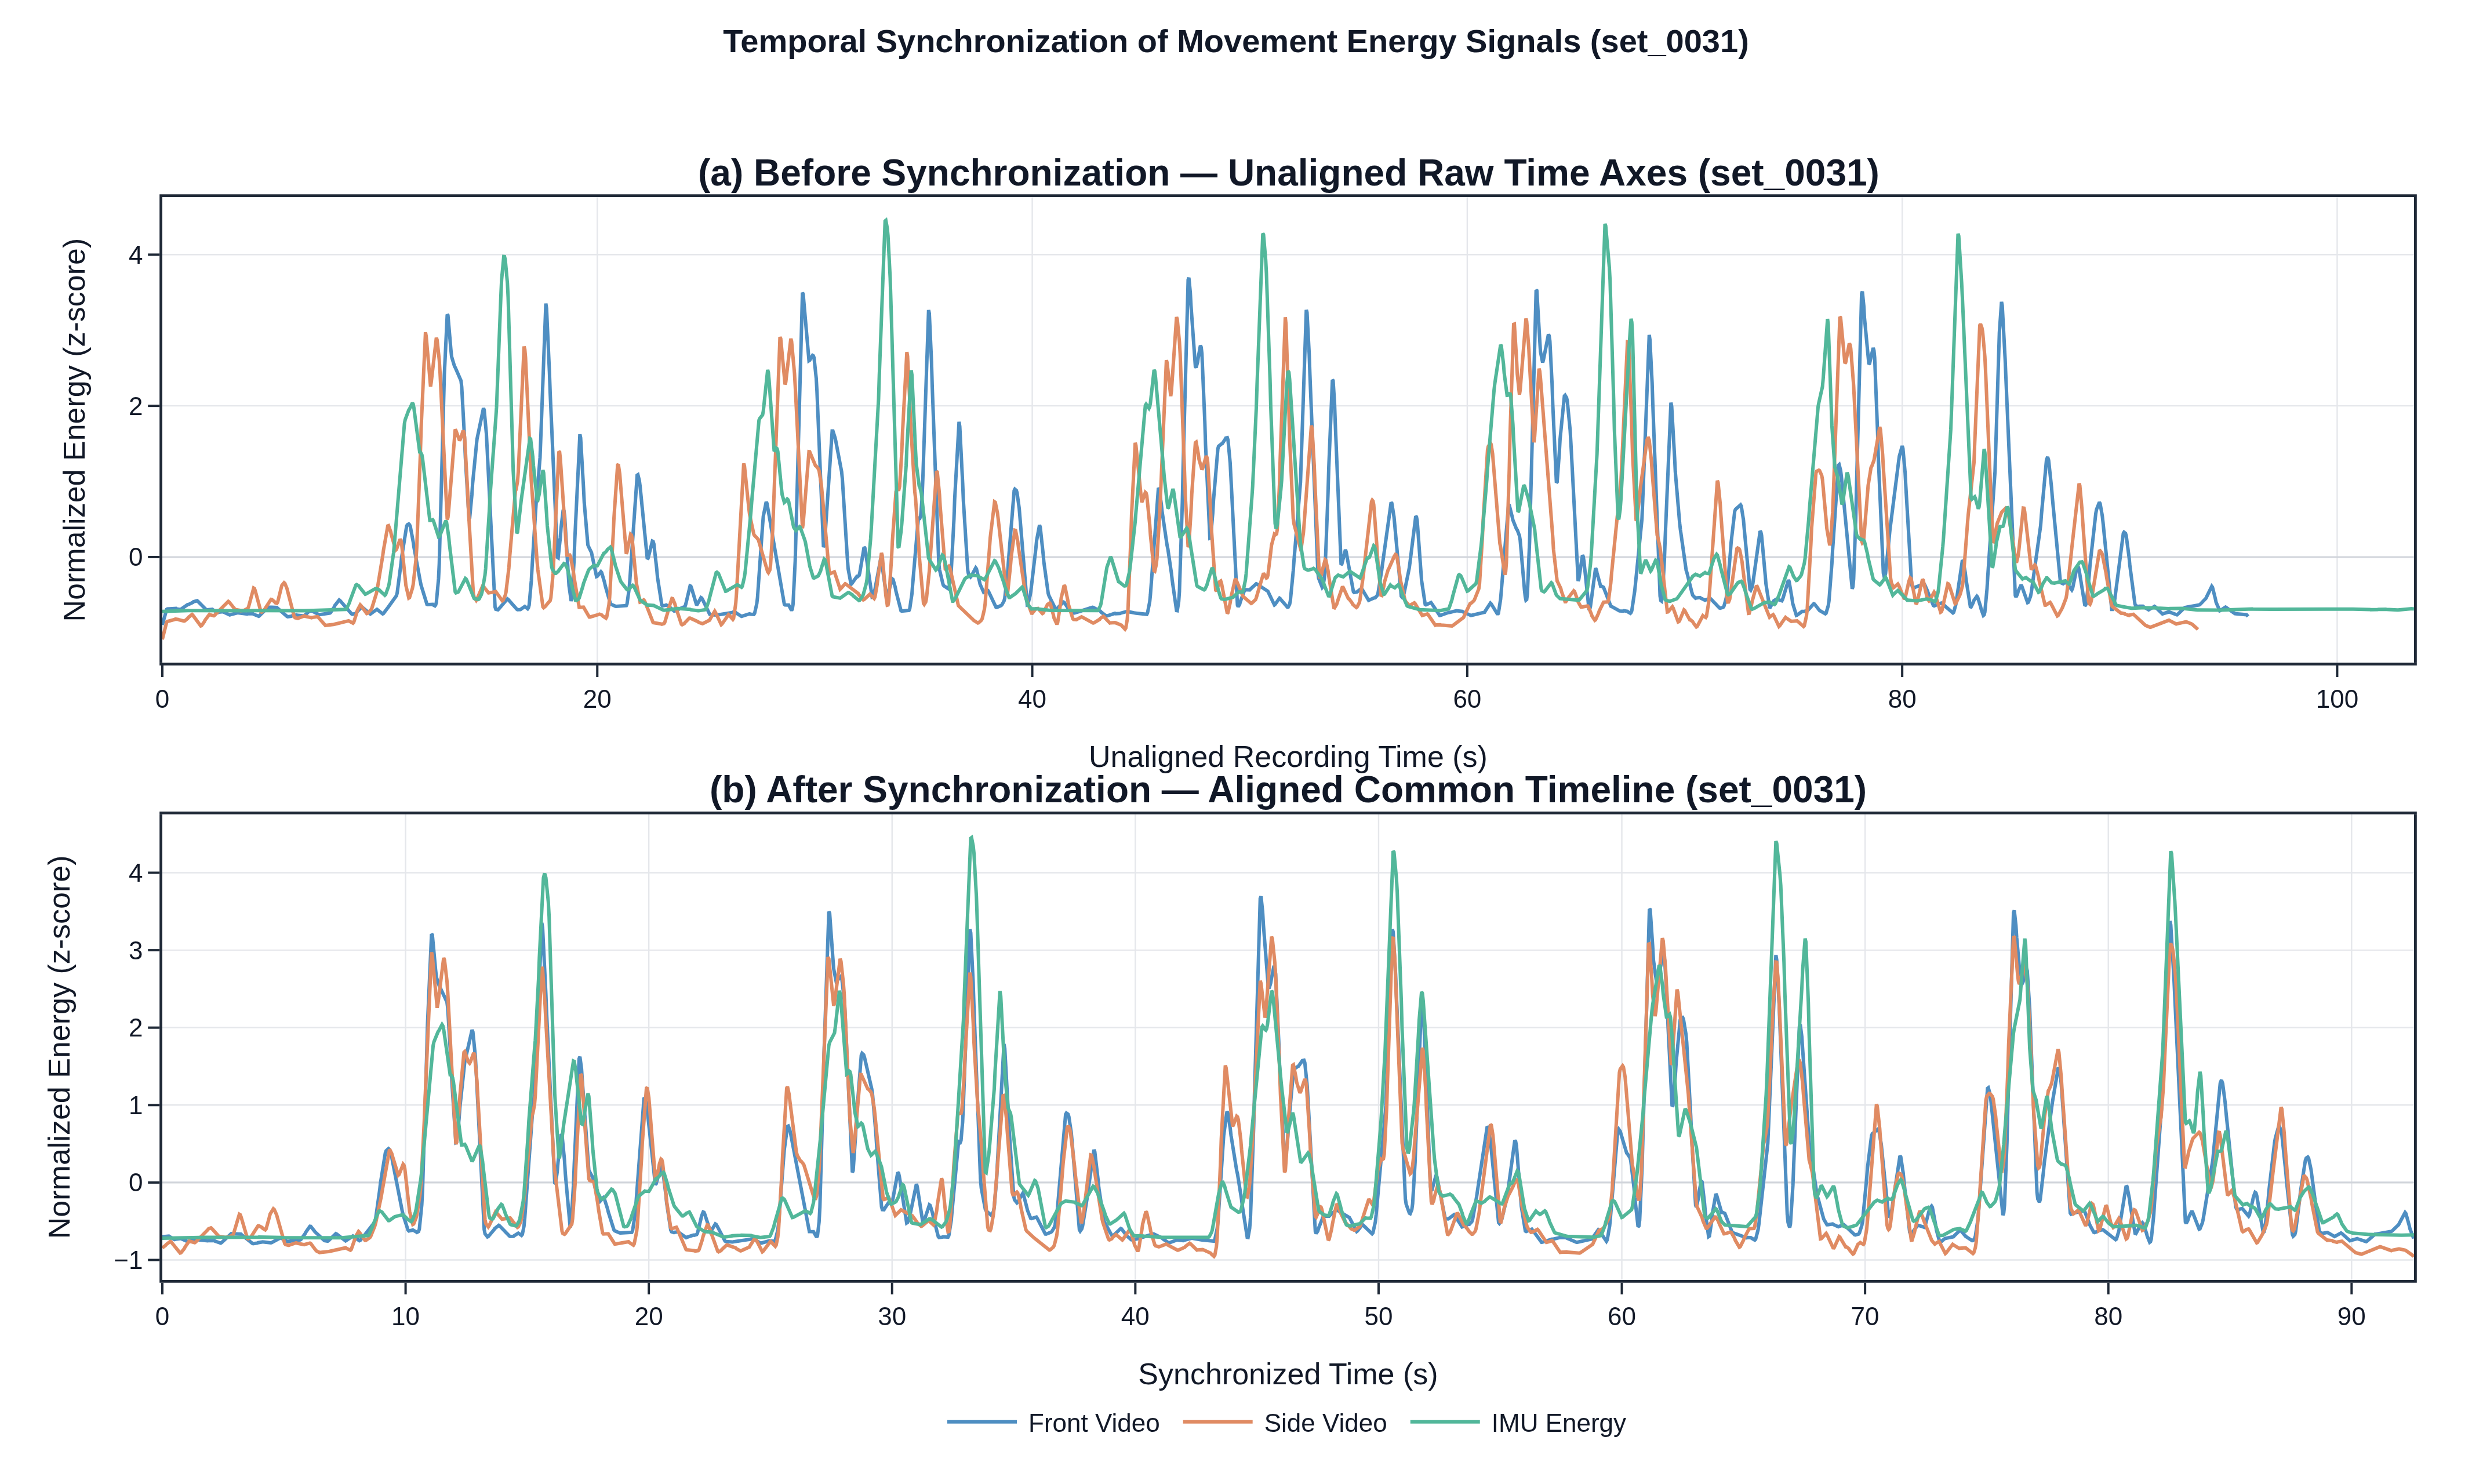 Temporal Synchronization of Movement Energy Signals (set_0031)
(a) Before Synchronization — Unaligned Raw Time Axes (set_0031)
Normalized Energy (z-score)
4
2
0
0 20 40 60 80 100
Unaligned Recording Time (s)
(b) After Synchronization — Aligned Common Timeline (set_0031)
Normalized Energy (z-score)
4
3
2
1
0
−1
0 10 20 30 40 50 60 70 80 90
Synchronized Time (s)
Front Video Side Video IMU Energy